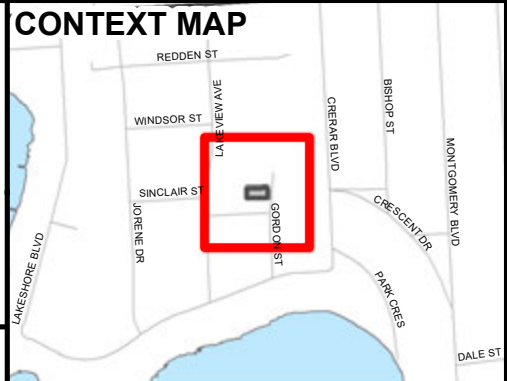 CONTEXT MAP
REDDEN ST
LAKEVIEW AVE
BISHOP ST
WINDSOR ST
CRERAR BLVD
MONTGOMERY BLVD
SINCLAIR ST
JORENE DR
GORDON ST
CRESCENT DR
LAKESHORE BLVD
PARK CRES
DALE ST